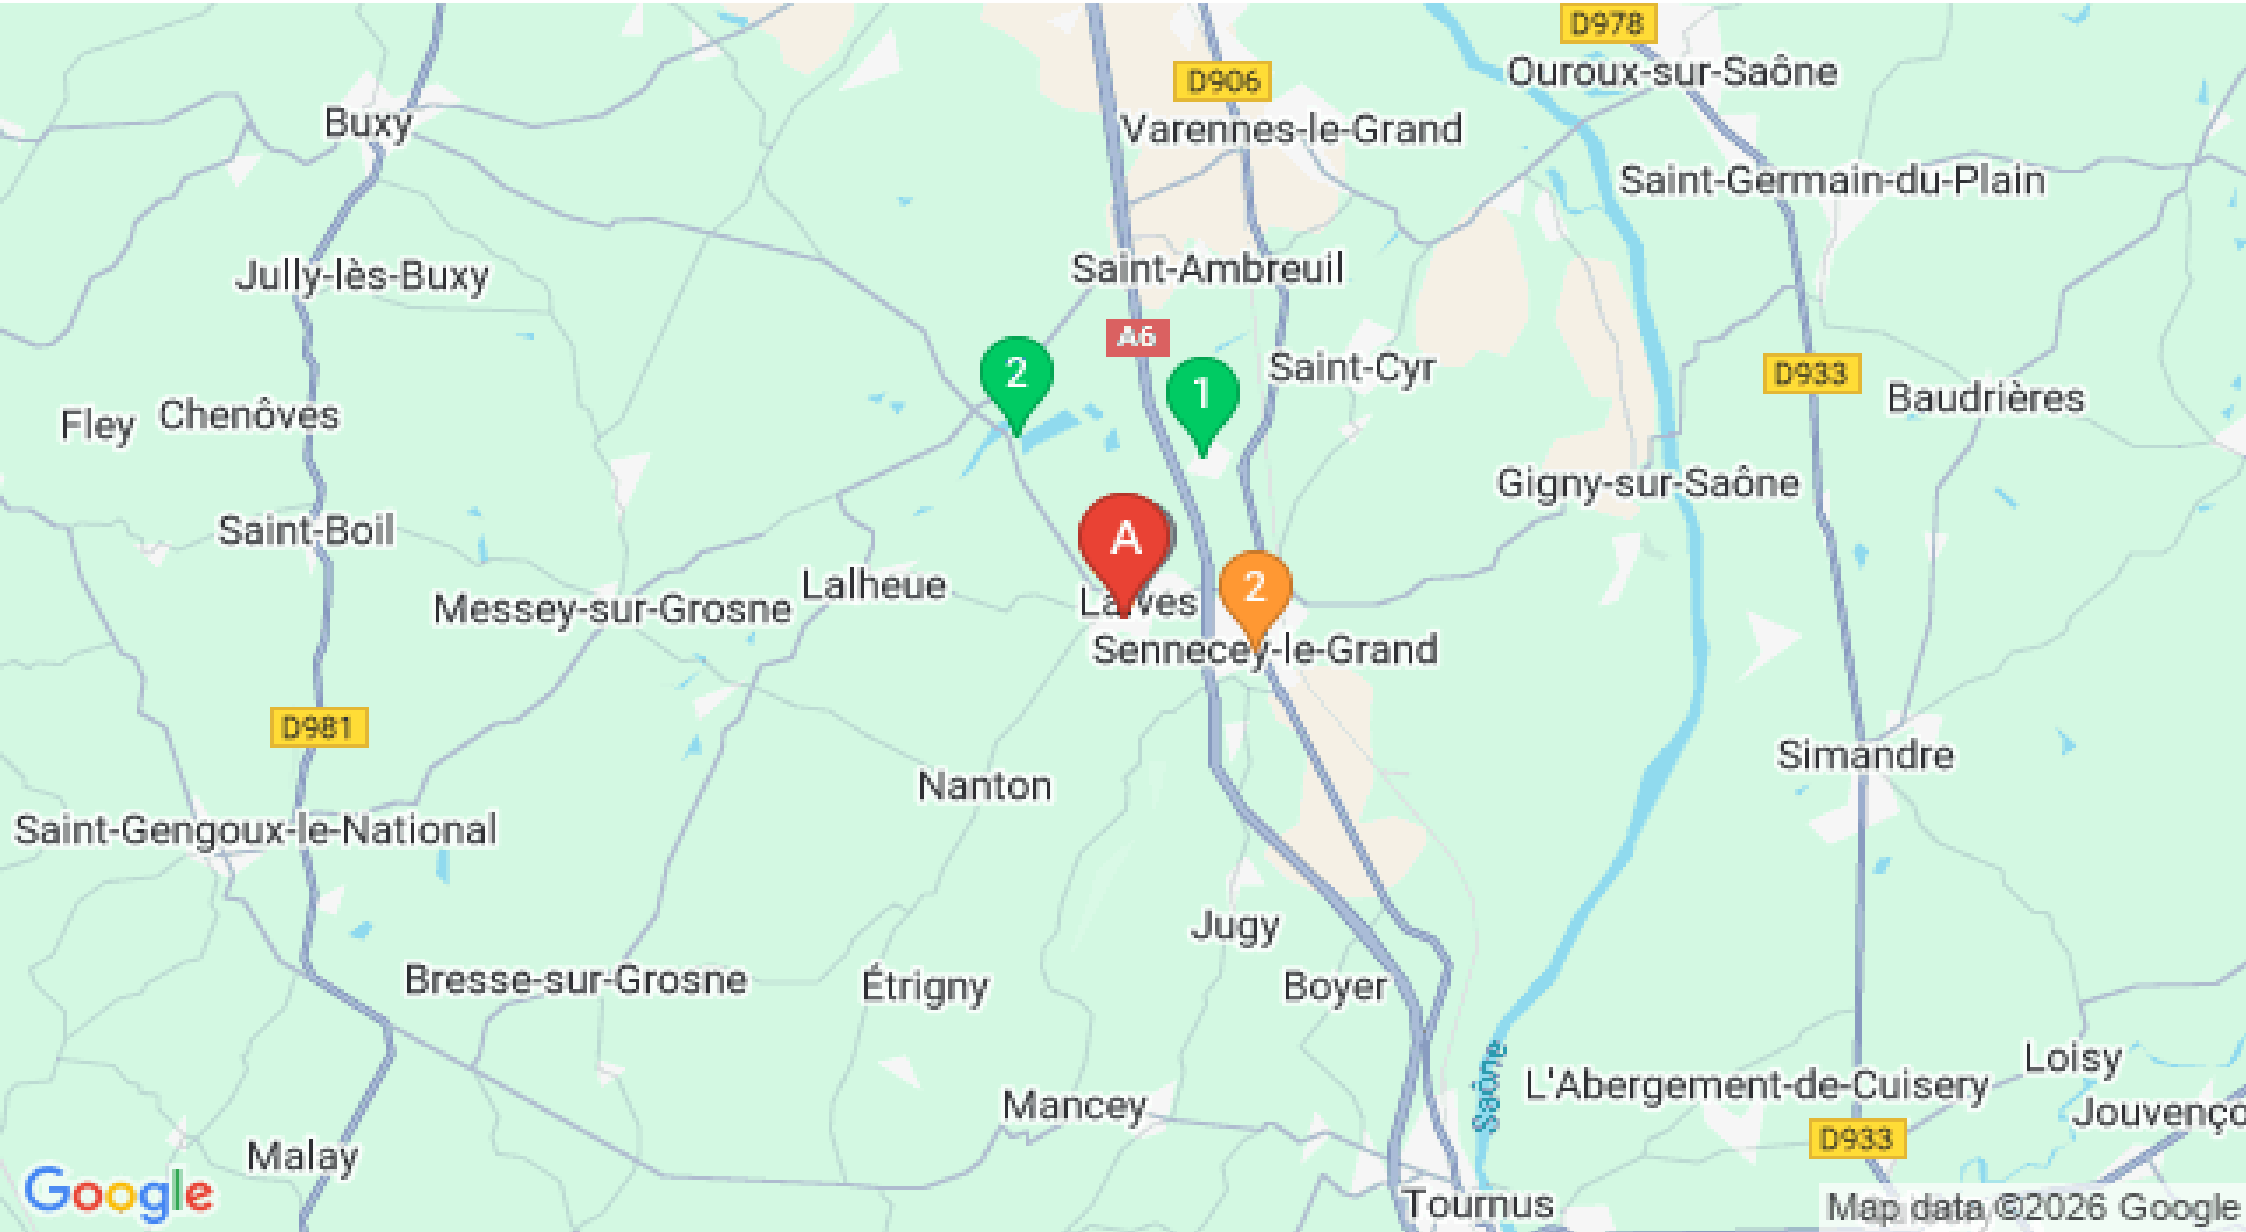 D978
Ouroux-sur-Saône
D906
Buxy
Varennes-le-Grand
Saint-Germain-du-Plain
Jully-lès-Buxy
Saint-Ambreuil
A6
2
1
Saint-Cyr
D933
Baudrières
Fley
Chenôves
Gigny-sur-Saône
Saint-Boil
A
Lalheue
2
Messey-sur-Grosne
Sennecey-le-Grand
D981
Simandre
Nanton
Saint-Gengoux-le-National
Jugy
Bresse-sur-Grosne
Étrigny
Boyer
Saône
Loisy
L'Abergement-de-Cuisery
Mancey
Jouvenço
D933
Malay
Google
Tournus
Map data ©2026 Google